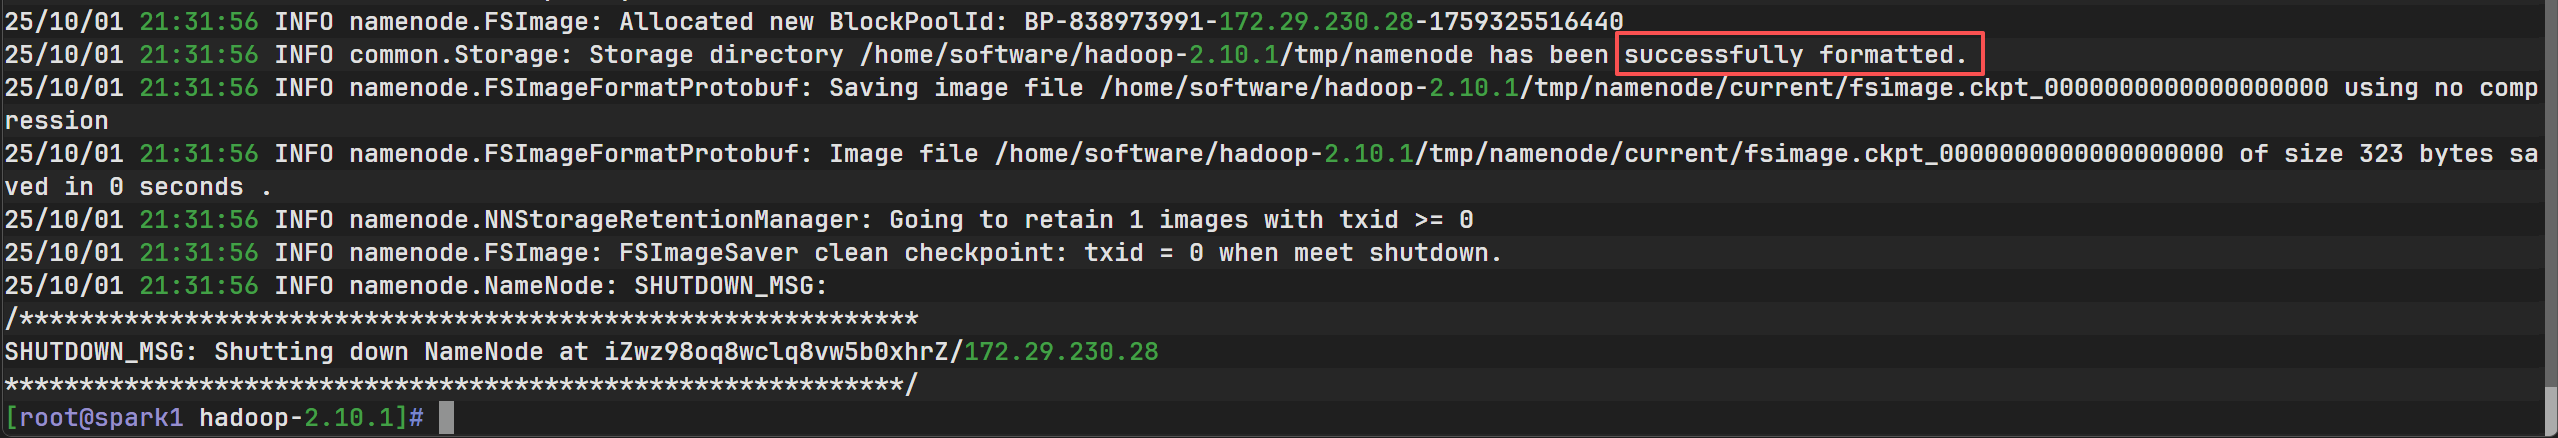 25/10/01 21:31:56 INFO namenode.FSImage: Allocated new BlockPoolId: BP-838973991-172.29.230.28-1759325516440
25/10/01 21:31:56 INFO common.Storage: Storage directory /home/software/hadoop-2.10.1/tmp/namenode has been successfully formatted.
25/10/01 21:31:56 INFO namenode.FSImageFormatProtobuf: Saving image file /home/software/hadoop-2.10.1/tmp/namenode/current/fsimage.ckpt_0000000000000000000 using no comp
ression
25/10/01 21:31:56 INFO namenode.FSImageFormatProtobuf: Image file /home/software/hadoop-2.10.1/tmp/namenode/current/fsimage.ckpt_0000000000000000000 of size 323 bytes sa
ved in 0 seconds .
25/10/01 21:31:56 INFO namenode.NNStorageRetentionManager: Going to retain 1 images with txid >= 0
25/10/01 21:31:56 INFO namenode.FSImage: FSImageSaver clean checkpoint: txid = 0 when meet shutdown.
25/10/01 21:31:56 INFO namenode.NameNode: SHUTDOWN_MSG:
/************************************************************
SHUTDOWN_MSG: Shutting down NameNode at iZwz98oq8wclq8vw5b0xhrZ/172.29.230.28
************************************************************/
[root@spark1 hadoop-2.10.1]#